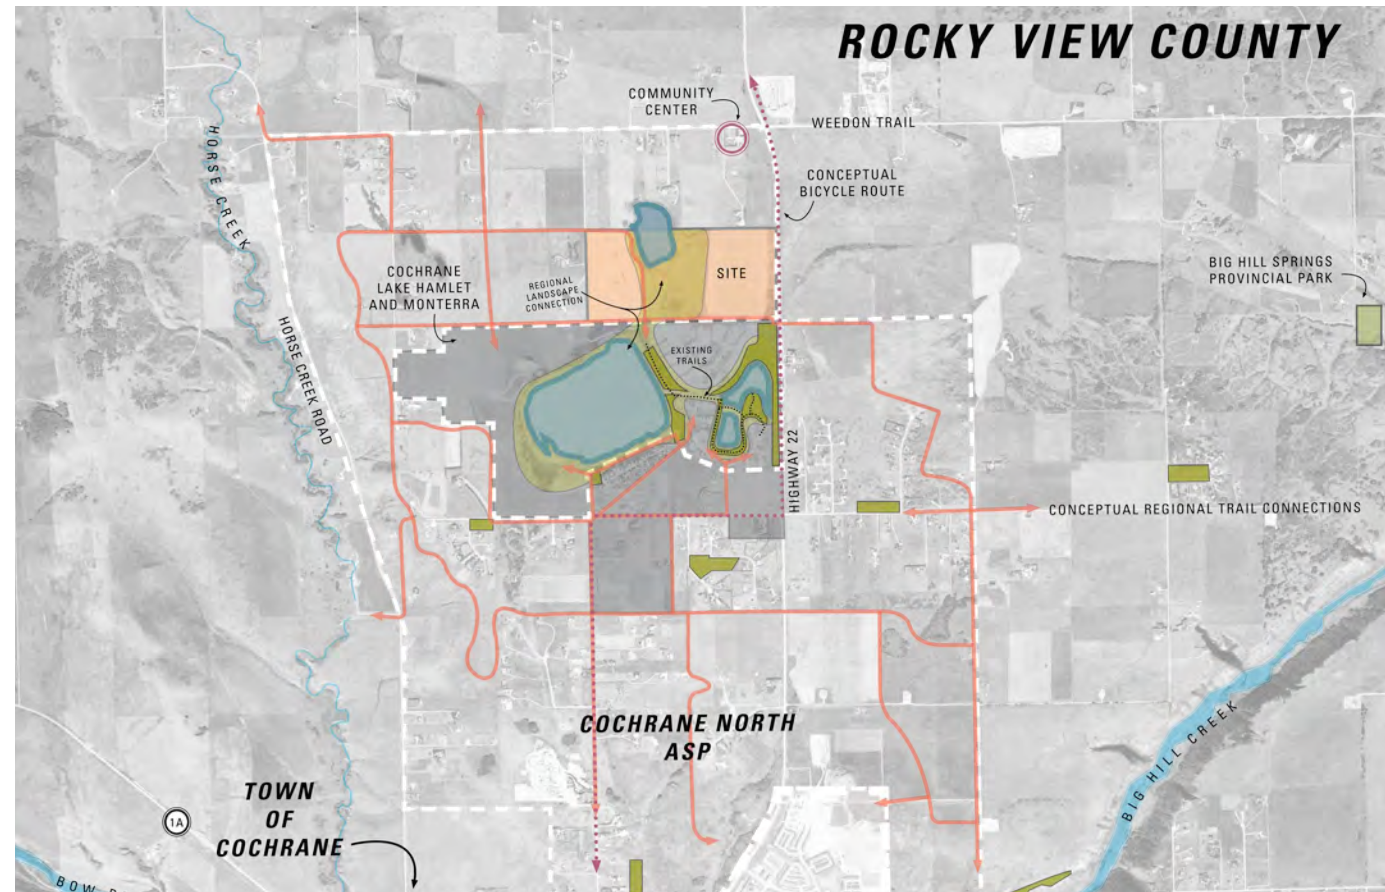 ROCKY VIEW COUNTY
COMMUNITY
CENTER
WEEDON TRAIL
HORSE CREEK
CONCEPTUAL
BICYCLE ROUTE
COCHRANE
LAKE HAMLET
AND MONTERRA
REGIONAL
LANDSCAPE
CONNECTION
SITE
BIG HILL SPRINGS
PROVINCIAL PARK
HORSE CREEK ROAD
EXISTING
TRAILS
HIGHWAY 22
CONCEPTUAL REGIONAL TRAIL CONNECTIONS
COCHRANE NORTH
ASP
BIG HILL CREEK
TOWN
OF
COCHRANE
1A
BOW